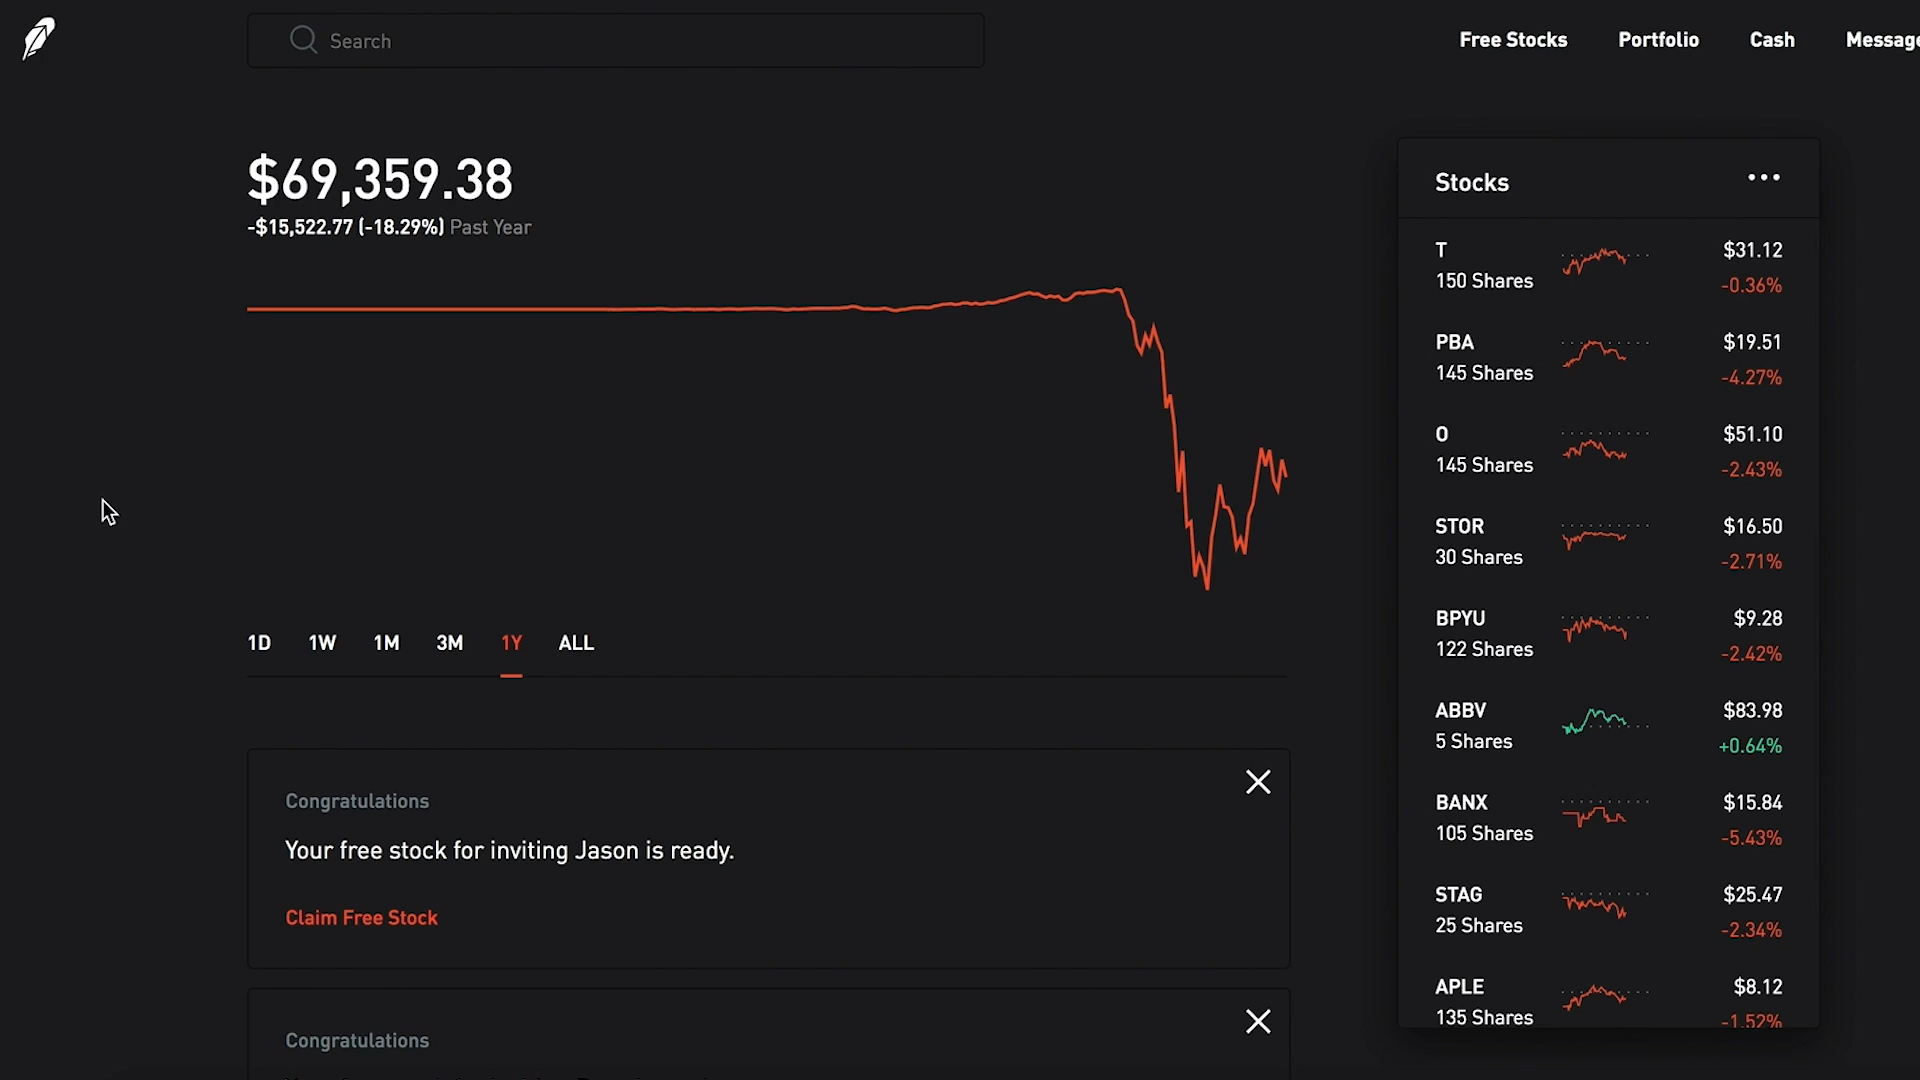 Search
Free Stocks Portfolio Cash Message
$69,359.38
-$15,522.77 (-18.29%) Past Year
1D 1W 1M 3M 1Y ALL
Congratulations
Your free stock for inviting Jason is ready.
Claim Free Stock
Congratulations
Stocks
T $31.12
150 Shares -0.36%
PBA $19.51
145 Shares -4.27%
O $51.10
145 Shares -2.43%
STOR $16.50
30 Shares -2.71%
BPYU $9.28
122 Shares -2.42%
ABBV $83.98
5 Shares +0.64%
BANX $15.84
105 Shares -5.43%
STAG $25.47
25 Shares -2.34%
APLE $8.12
135 Shares -1.52%